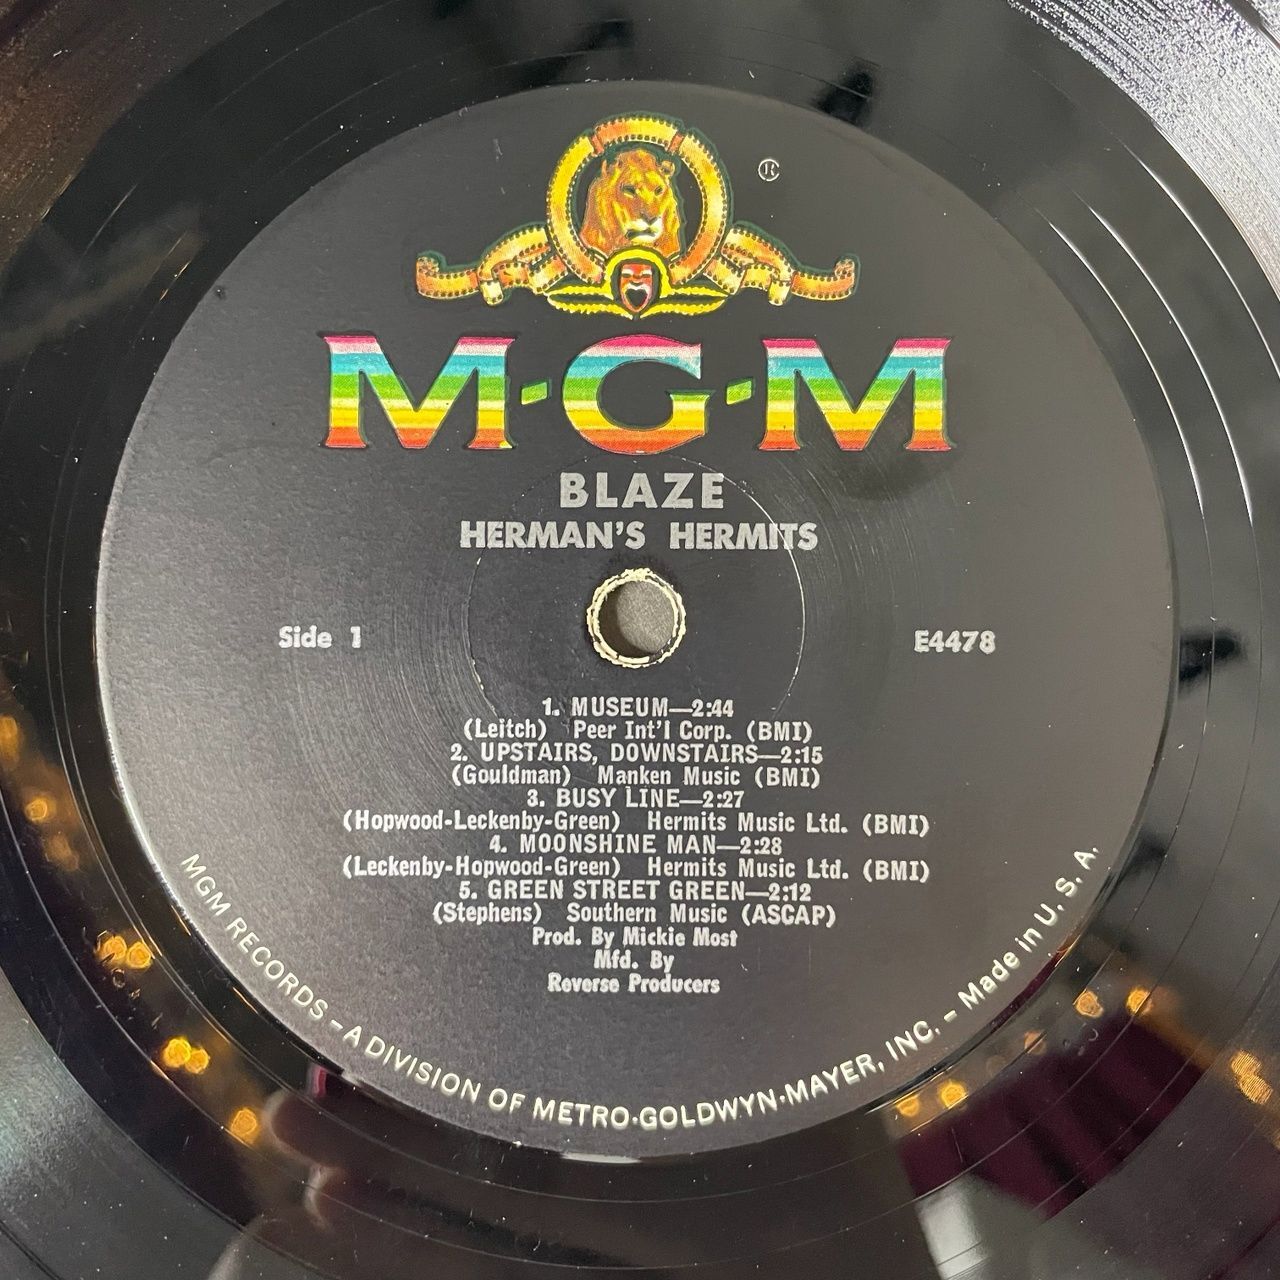 ®
M·G·M
BLAZE
HERMAN'S HERMITS
Side 1
E4478
1. MUSEUM—2:44
(Leitch) Peer Int'l Corp. (BMI)
2. UPSTAIRS, DOWNSTAIRS—2:15
(Gouldman) Manken Music (BMI)
3. BUSY LINE—2:27
(Hopwood-Leckenby-Green) Hermits Music Ltd. (BMI)
4. MOONSHINE MAN—2:28
(Leckenby-Hopwood-Green) Hermits Music Ltd. (BMI)
5. GREEN STREET GREEN—2:12
(Stephens) Southern Music (ASCAP)
Prod. By Mickie Most
Mfd. By
Reverse Producers
MGM RECORDS – A DIVISION OF METRO·GOLDWYN·MAYER, INC. – Made in U. S. A.